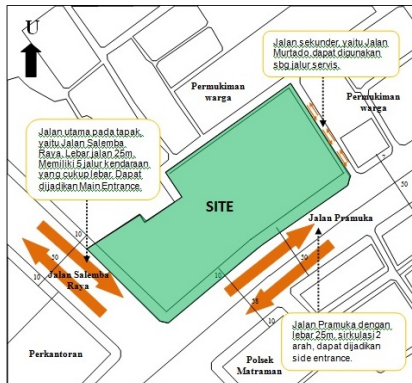 U
Jalan sekunder, yaitu Jalan
Murtado, dapat digunakan
sbg jalur servis.
Permukiman
warga
Permukiman
warga
Jalan utama pada tapak,
yaitu Jalan Salemba
Raya, Lebar jalan 25m.
Memiliki 5 jalur kendaraan
yang cukup lebar. Dapat
dijadikan Main Entrance.
50
SITE
Jalan Pramuka
10
10
Jalan Salemba
Raya
10
50
10
10
Jalan Pramuka dengan
lebar 25m, sirkulasi 2
arah, dapat dijadikan
side entrance.
Perkantoran
Polsek
Matraman